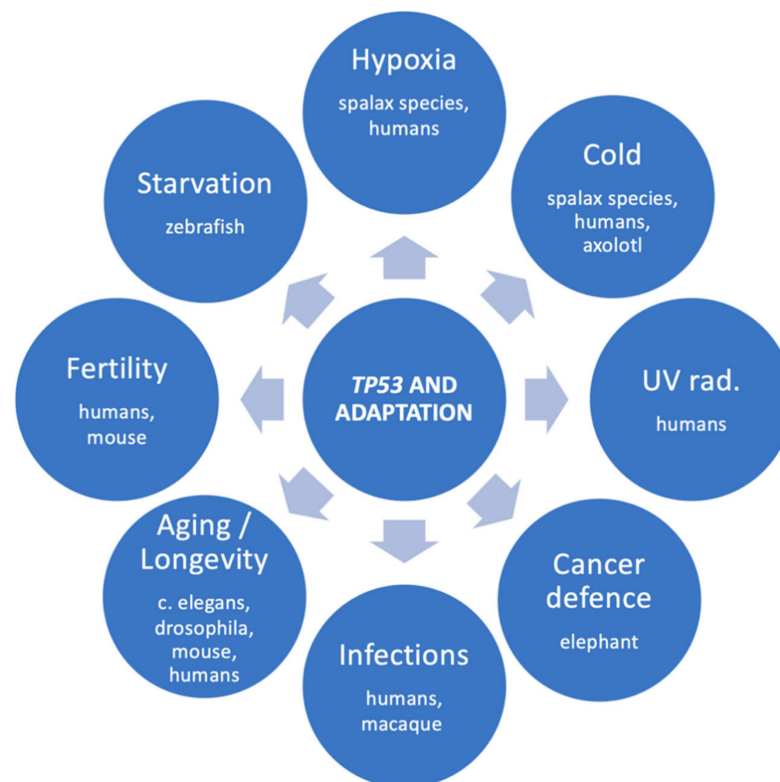 Hypoxia
spalax species,
humans
Cold
spalax species,
humans,
axolotl
UV rad.
humans
Cancer
defence
elephant
Infections
humans,
macaque
Aging /
Longevity
c. elegans,
drosophila,
mouse,
humans
Fertility
humans,
mouse
Starvation
zebrafish
TP53 AND
ADAPTATION